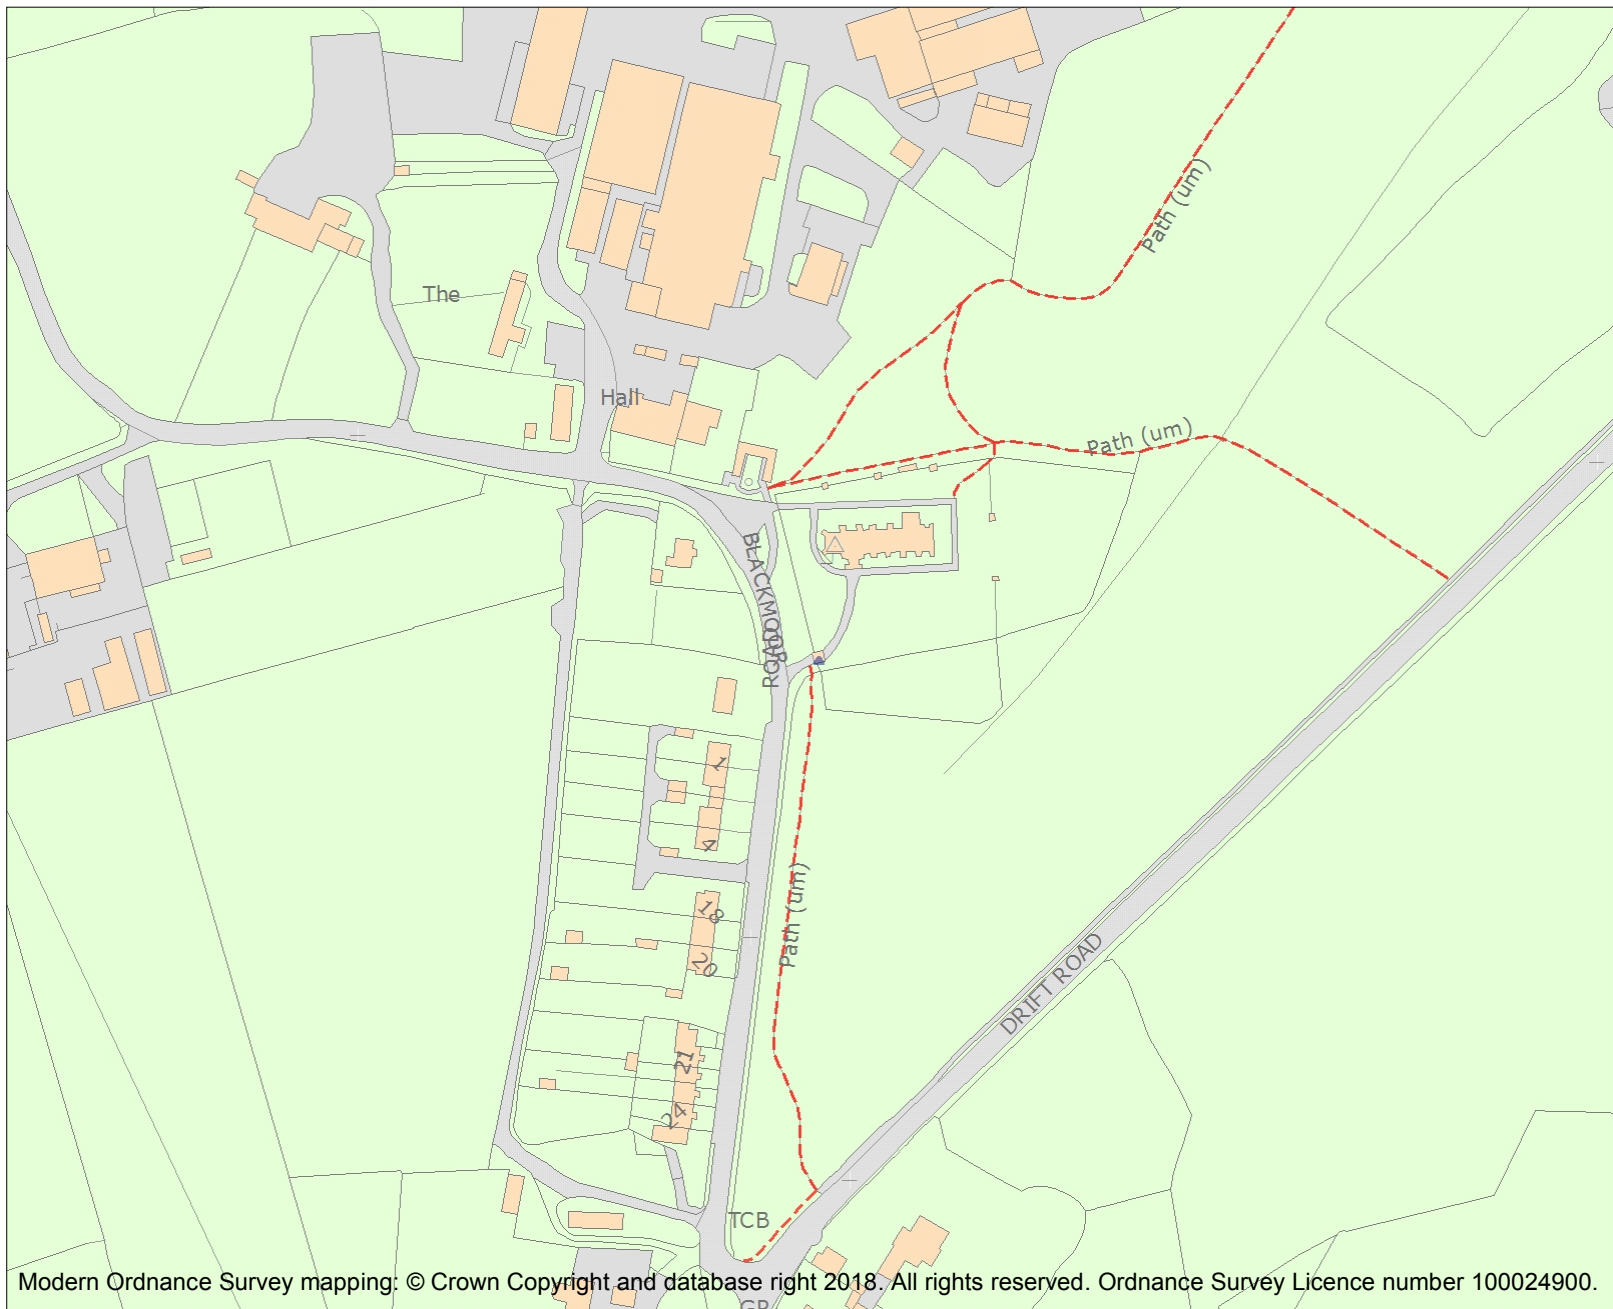 Path (um)
The
Hall
Path (um)
BLACKMOOR
ROAD
1
4
Path (um)
18
20
DRIFT ROAD
21
24
TCB
Modern Ordnance Survey mapping: © Crown Copyright and database right 2018. All rights reserved. Ordnance Survey Licence number 100024900.